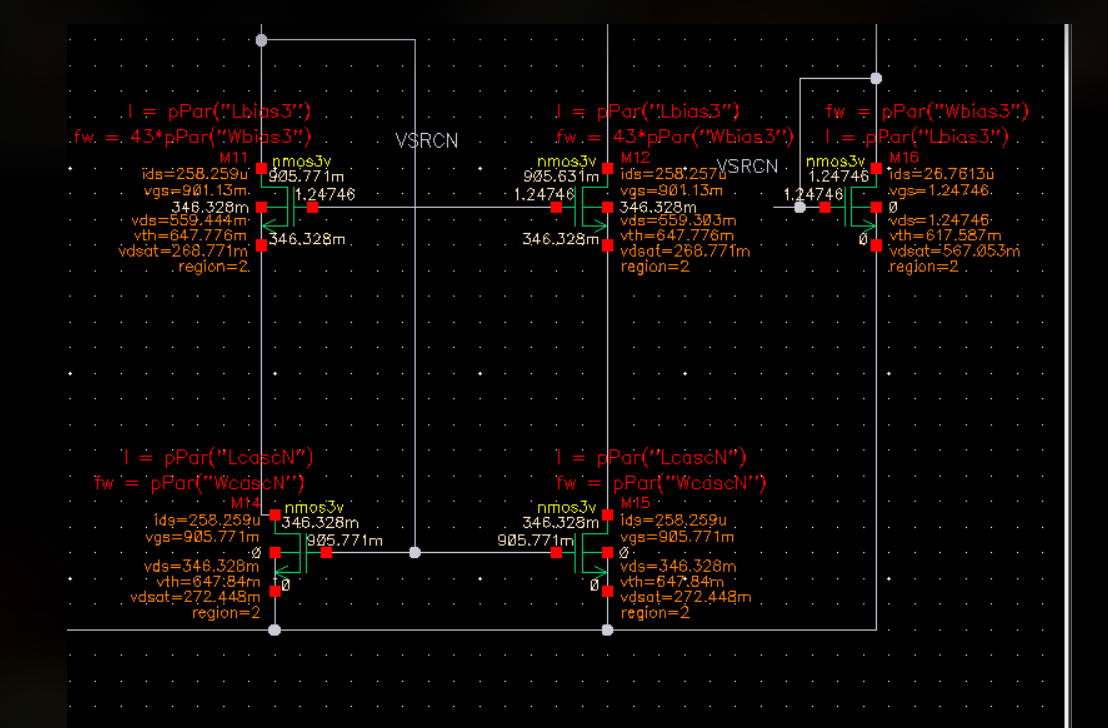 l = pPar("Lbias3")
fw = 43*pPar("Wbias3")
M11
nmos3v
ids=258.259u
905.771m
vgs=901.13m
1.24746
346.328m
vds=559.444m
vth=647.776m
346.328m
vdsat=268.771m
region=2
VSRCN
l = pPar("Lbias3")
fw = 43*pPar("Wbias3")
nmos3v
M12
905.631m
ids=258.257u
1.24746
vgs=901.13m
346.328m
vds=559.303m
346.328m
vth=647.776m
vdsat=268.771m
region=2
fw = pPar("Wbias3")
l = pPar("Lbias3")
VSRCN
nmos3v
M16
1.24746
ids=26.7613u
1.24746
vgs=1.24746
0
vds=1.24746
0
vth=617.587m
vdsat=567.053m
region=2
l = pPar("LcascN")
fw = pPar("WcascN")
M14
nmos3v
ids=258.259u
346.328m
vgs=905.771m
905.771m
0
vds=346.328m
vth=647.84m
0
vdsat=272.448m
region=2
l = pPar("LcascN")
fw = pPar("WcascN")
nmos3v
M15
346.328m
ids=258.259u
905.771m
vgs=905.771m
0
vds=346.328m
0
vth=647.84m
vdsat=272.448m
region=2